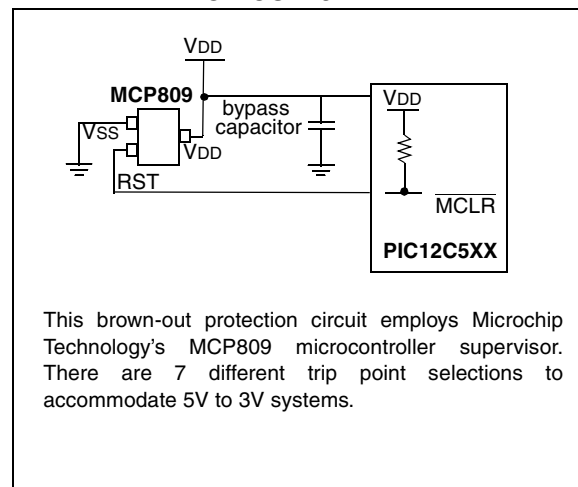 VDD
MCP809
bypass
capacitor
VDD
VSS
VDD
RST
MCLR
PIC12C5XX
This brown-out protection circuit employs Microchip
Technology's MCP809 microcontroller supervisor.
There are 7 different trip point selections to
accommodate 5V to 3V systems.